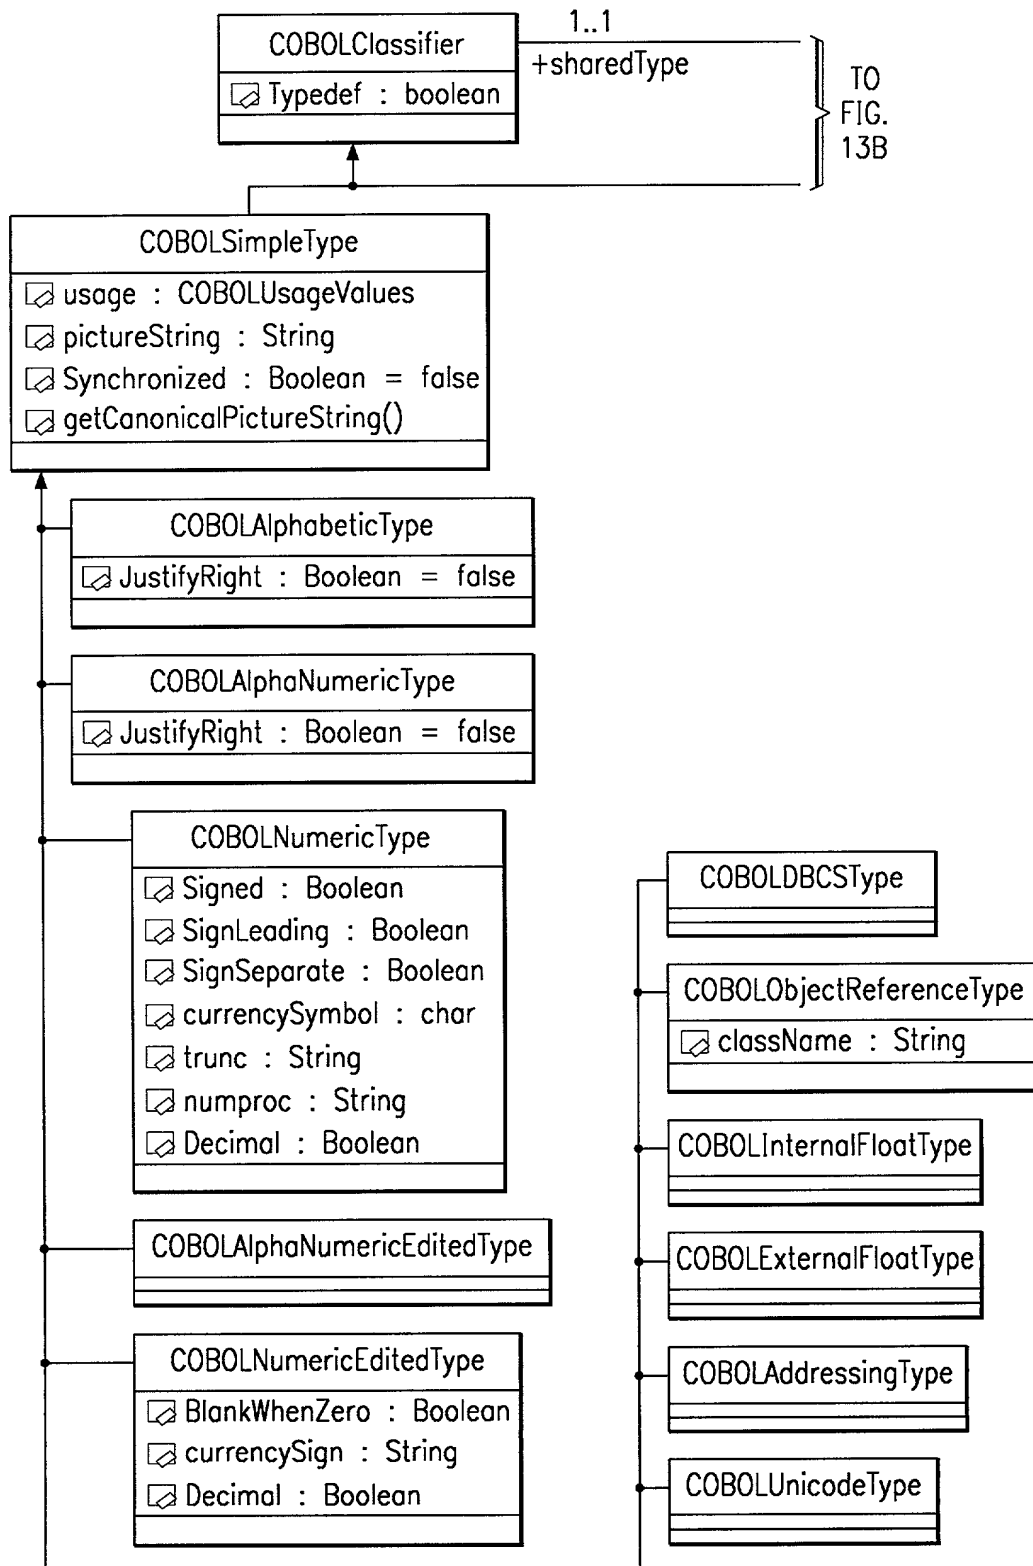 COBOLClassifier
Typedef : boolean
1..1
+sharedType
TO
FIG.
13B
COBOLSimpleType
usage : COBOLUsageValues
pictureString : String
Synchronized : Boolean = false
getCanonicalPictureString()
COBOLAlphabeticType
JustifyRight : Boolean = false
COBOLAlphaNumericType
JustifyRight : Boolean = false
COBOLNumericType
Signed : Boolean
SignLeading : Boolean
SignSeparate : Boolean
currencySymbol : char
trunc : String
numproc : String
Decimal : Boolean
COBOLAlphaNumericEditedType
COBOLNumericEditedType
BlankWhenZero : Boolean
currencySign : String
Decimal : Boolean
COBOLDBCSType
COBOLObjectReferenceType
className : String
COBOLInternalFloatType
COBOLExternalFloatType
COBOLAddressingType
COBOLUnicodeType